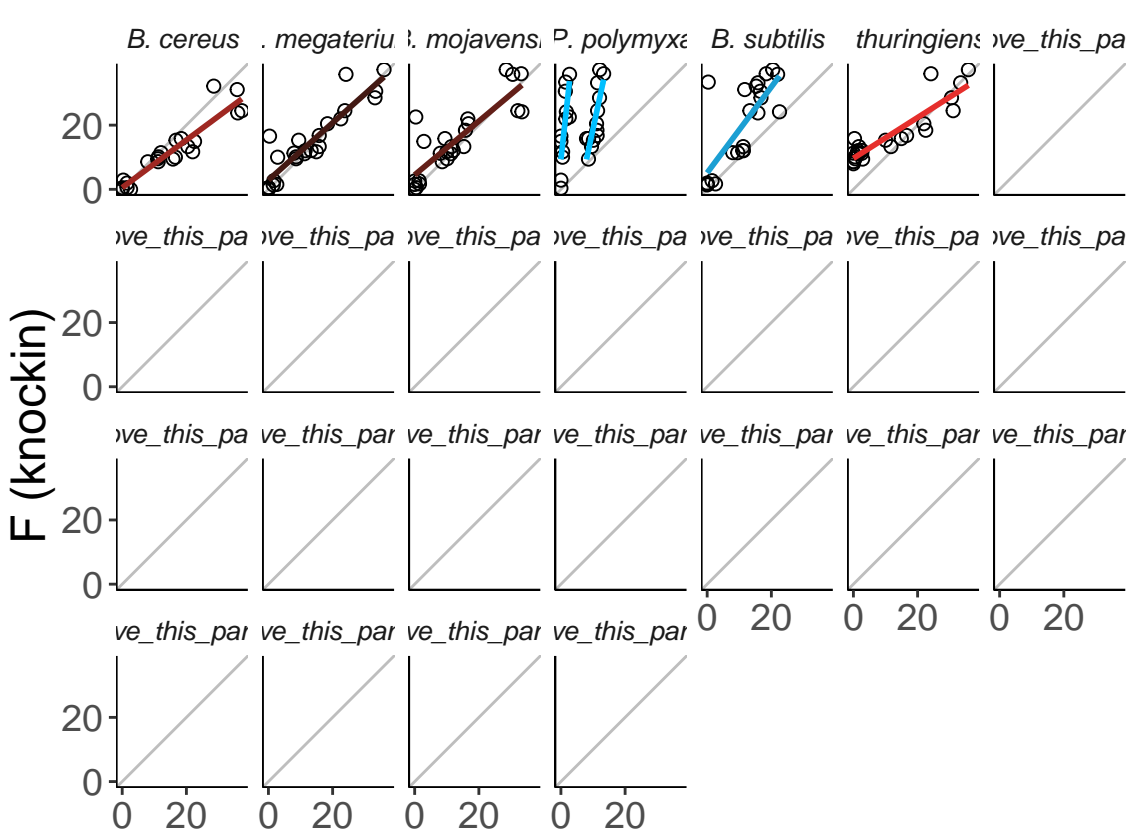 B. cereus
. megateriu
. mojavensi
P. polymyxa
B. subtilis
thuringiens
ove_this_pa
20
0
ove_this_pa
ove_this_pa
ove_this_pa
ove_this_pa
ove_this_pa
ove_this_pa
ove_this_pa
20
0
F (knockin)
ove_this_pa
ve_this_par
ve_this_par
ve_this_par
ve_this_par
ve_this_par
ve_this_par
20
0
0 20
0 20
0 20
ve_this_par
ve_this_par
ve_this_par
ve_this_par
20
0
0 20
0 20
0 20
0 20